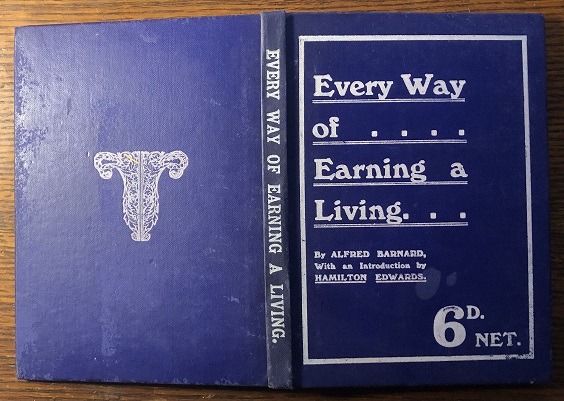 EVERY WAY OF EARNING A LIVING.
Every Way
of . . . .
Earning a
Living. . .
By ALFRED BARNARD,
With an Introduction by
HAMILTON EDWARDS.
6D.
NET.